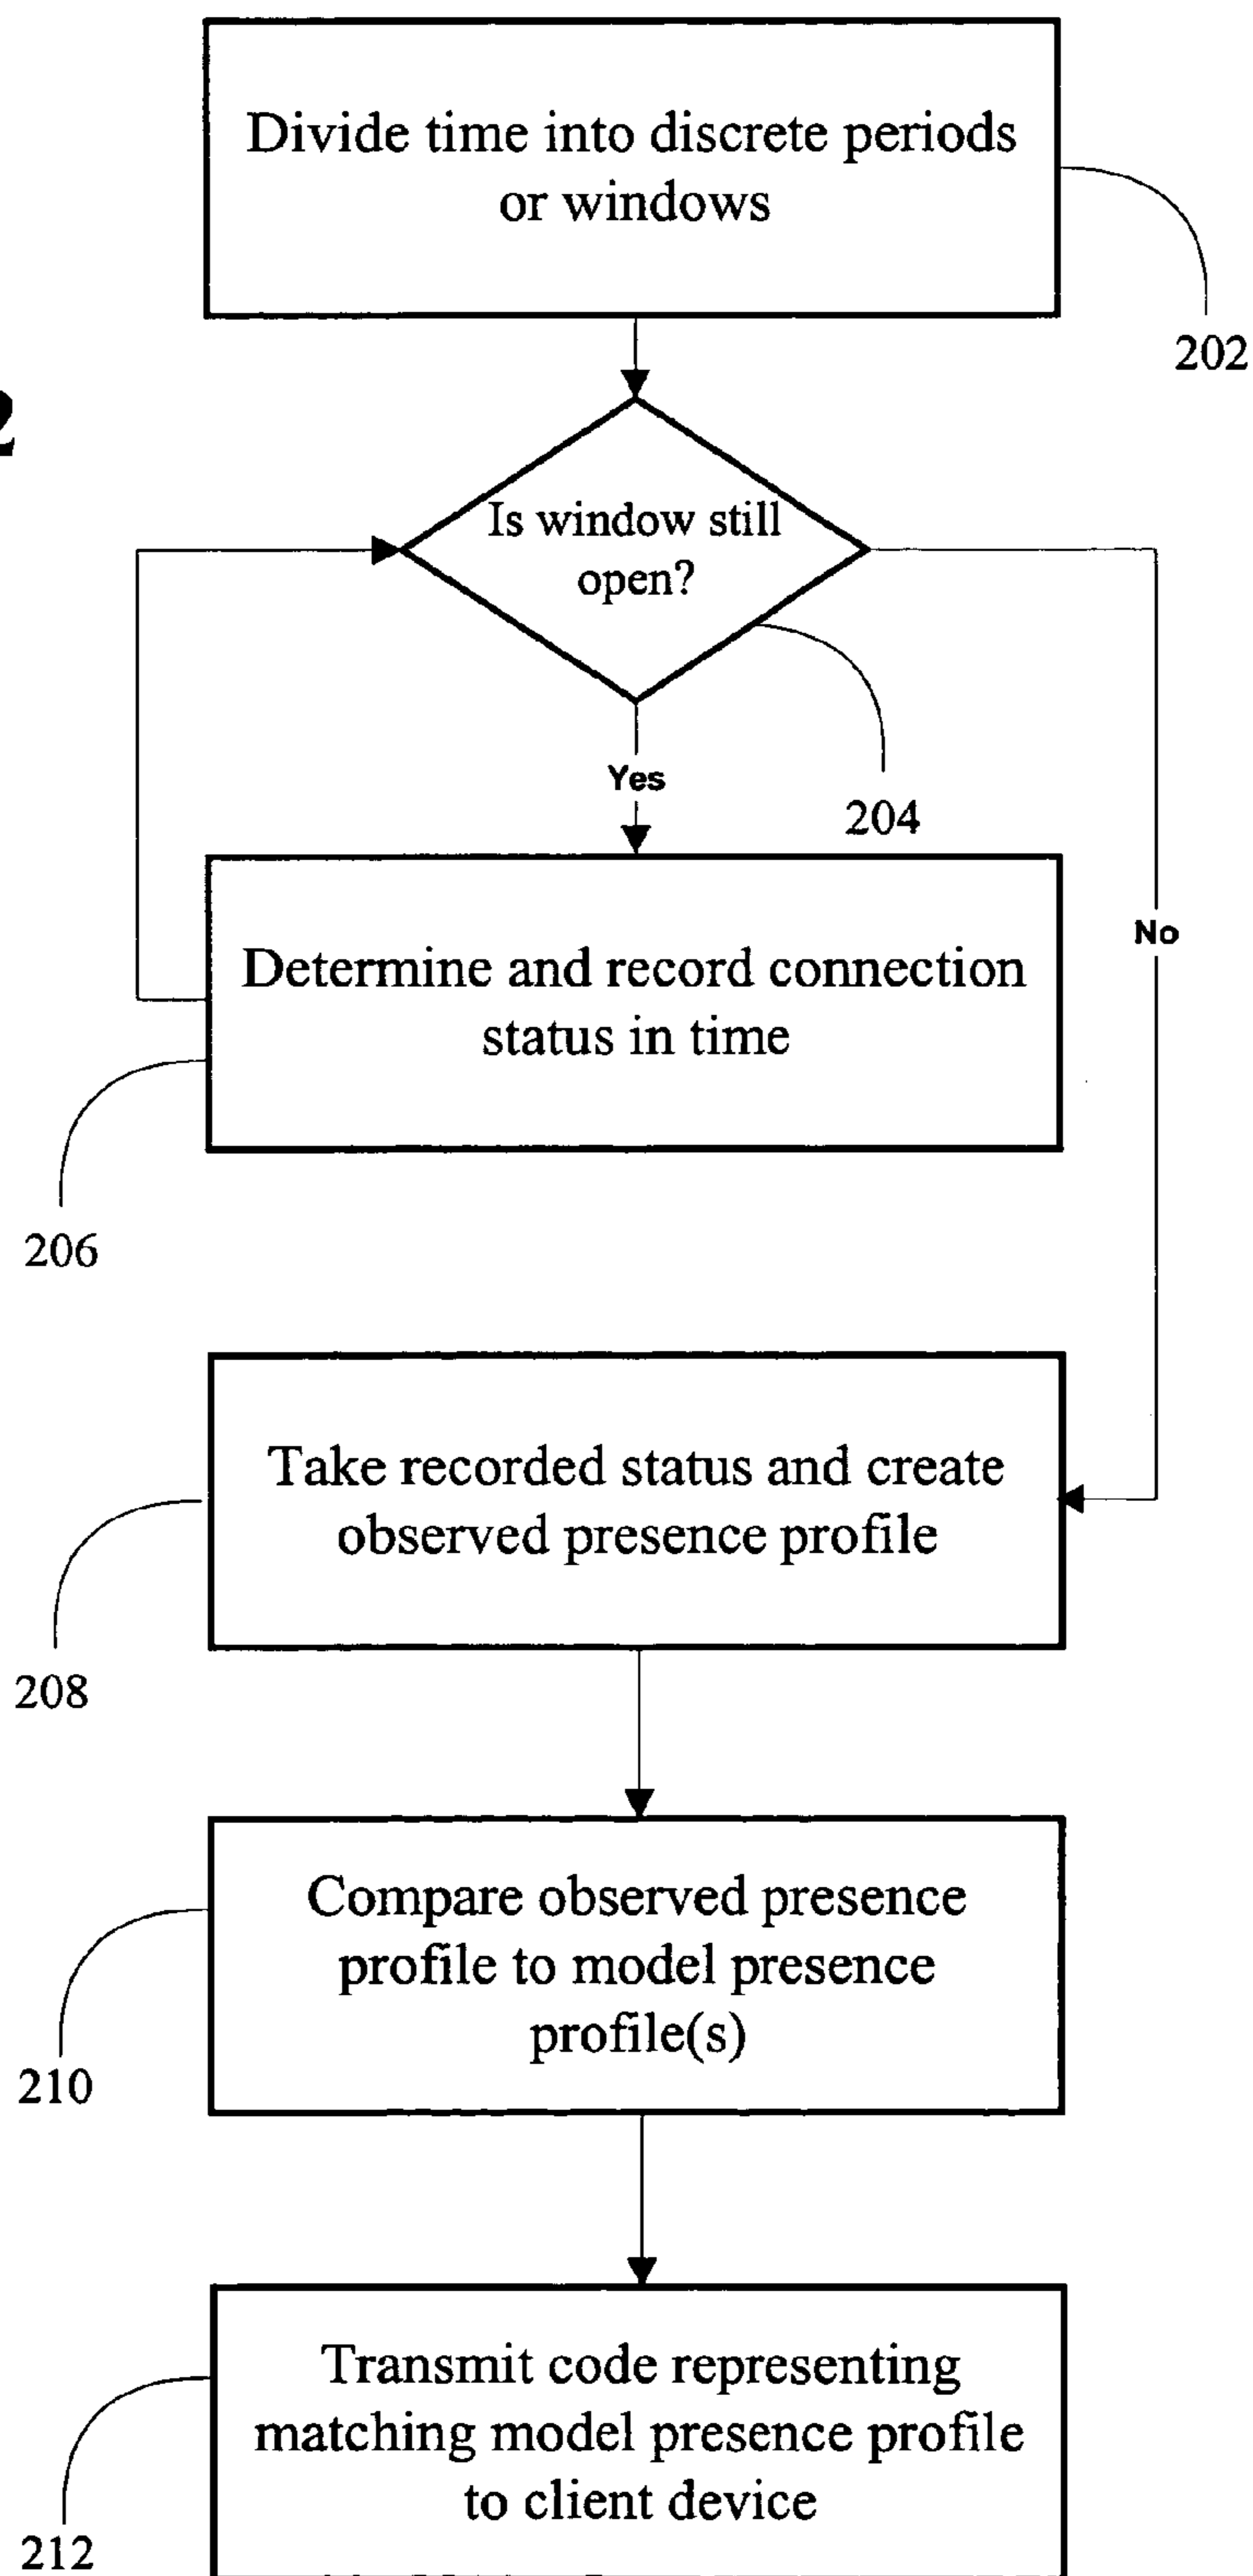 Divide time into discrete periods
or windows
202
2
Is window still
open?
204
Yes
No
Determine and record connection
status in time
206
Take recorded status and create
observed presence profile
208
Compare observed presence
profile to model presence
profile(s)
210
Transmit code representing
matching model presence profile
to client device
212